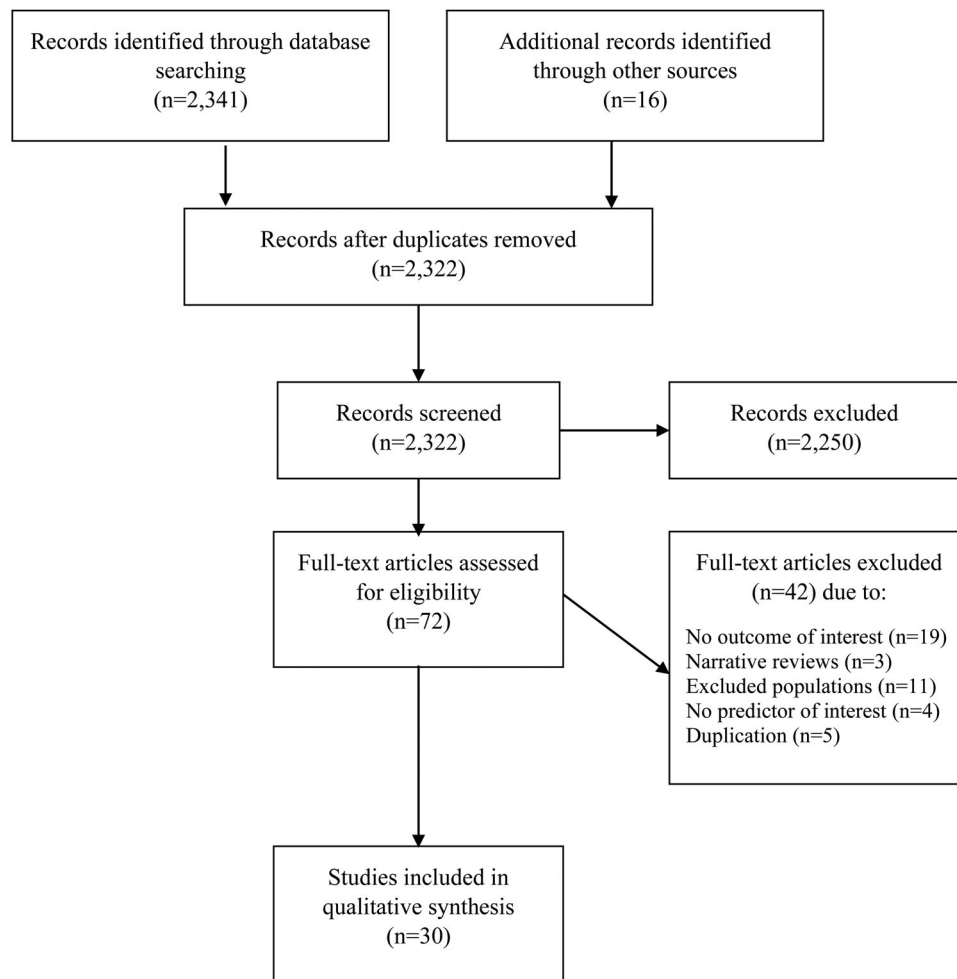 Records identified through database
searching
(n=2,341)
Additional records identified
through other sources
(n=16)
Records after duplicates removed
(n=2,322)
Records screened
(n=2,322)
Records excluded
(n=2,250)
Full-text articles assessed
for eligibility
(n=72)
Full-text articles excluded
(n=42) due to:
No outcome of interest (n=19)
Narrative reviews (n=3)
Excluded populations (n=11)
No predictor of interest (n=4)
Duplication (n=5)
Studies included in
qualitative synthesis
(n=30)